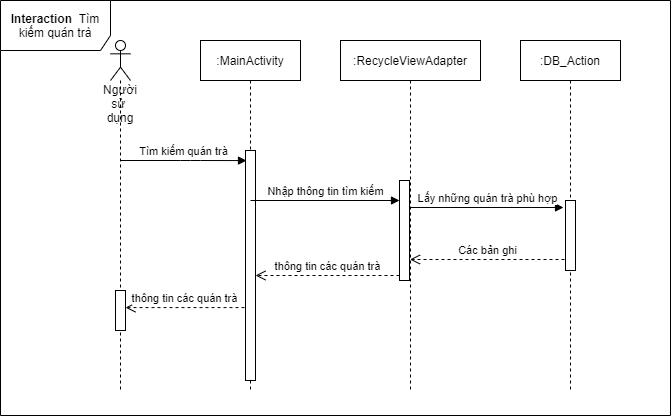 Interaction Tìm
kiếm quán trà
:MainActivity
:RecycleViewAdapter
:DB_Action
Người
sử
dụng
Tìm kiếm quán trà
Nhập thông tin tìm kiếm
Lấy những quán trà phù hợp
Các bản ghi
thông tin các quán trà
thông tin các quán trà